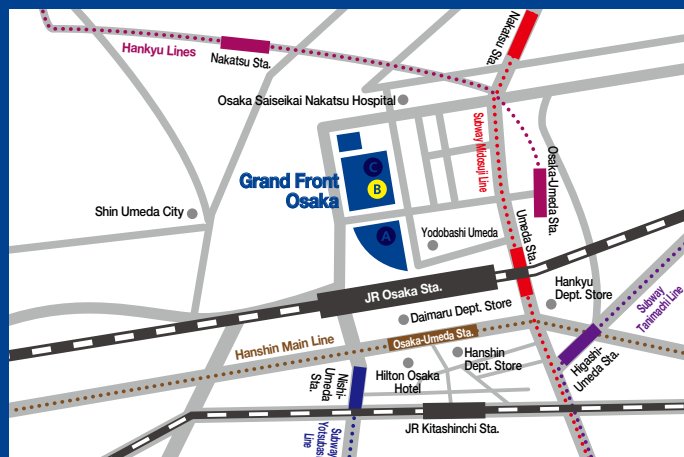 Nakatsu Sta.
Hankyu Lines
Nakatsu Sta.
Osaka Saiseikai Nakatsu Hospital
Subway Midosuji Line
Osaka-Umeda Sta.
C
B
Grand Front
Osaka
Shin Umeda City
A
Yodobashi Umeda
Umeda Sta.
JR Osaka Sta.
Hankyu
Dept. Store
Subway
Tanimachi Line
Daimaru Dept. Store
Hanshin Main Line
Osaka-Umeda Sta.
Hanshin
Dept. Store
Higashi-
Umeda Sta.
Hilton Osaka
Hotel
Nishi-
Umeda
Sta
Subway
Line
JR Kitashinchi Sta.